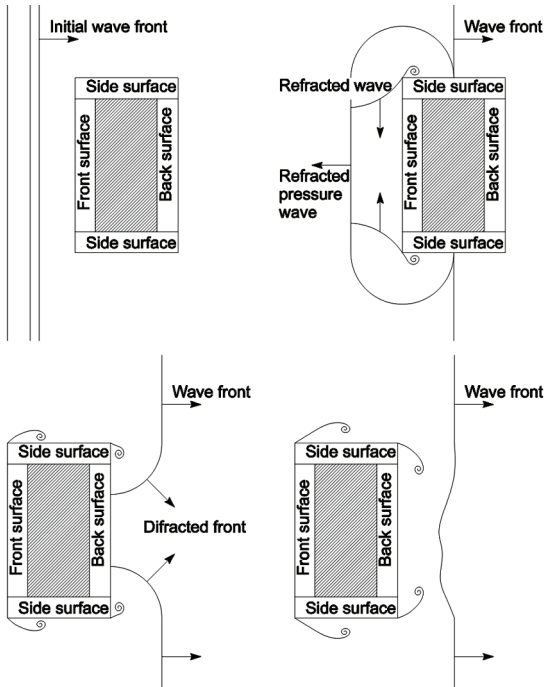 Initial wave front
Side surface
Front surface
Back surface
Side surface
Wave front
Refracted wave
Refracted
pressure
wave
Side surface
Front surface
Back surface
Side surface
Wave front
Side surface
Front surface
Back surface
Difracted front
Side surface
Wave front
Side surface
Front surface
Back surface
Side surface